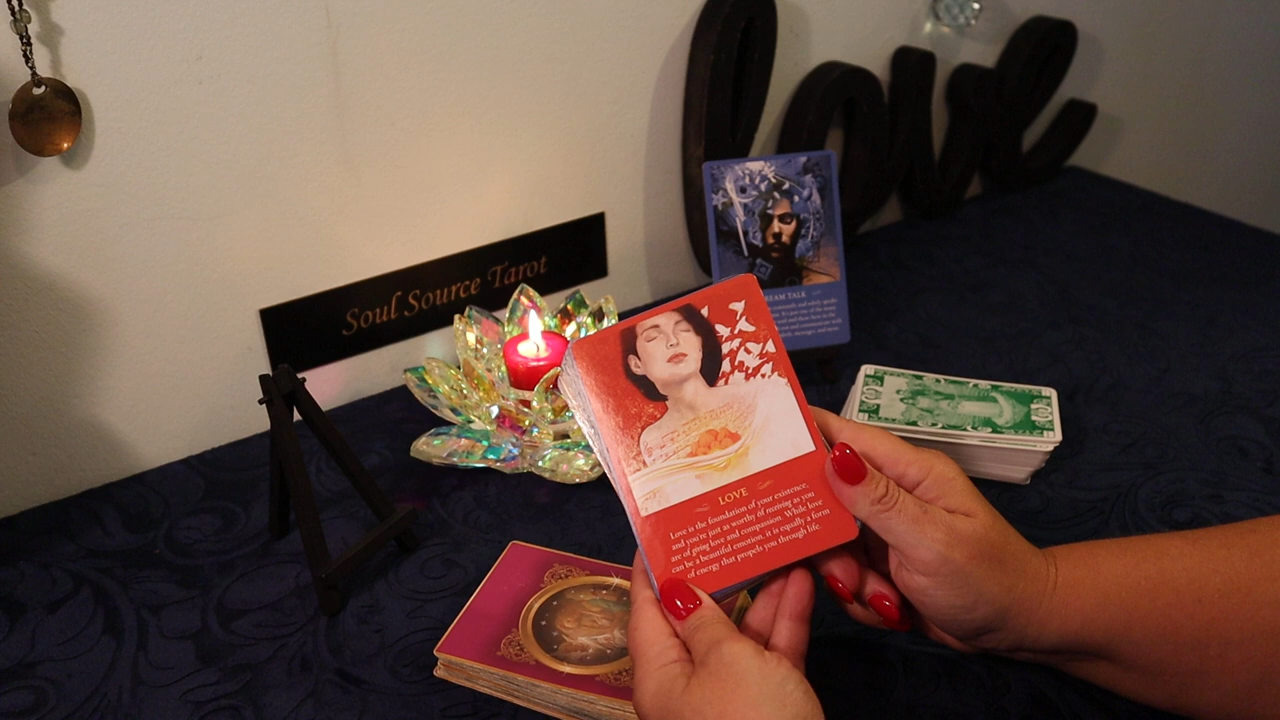 love
Soul Source Tarot
REAM TALK
LOVE
Love is the foundation of your existence,
and you're just as worthy of receiving as you
are of giving love and compassion. While love
can be a beautiful emotion, it is equally a form
of energy that propels you through life.